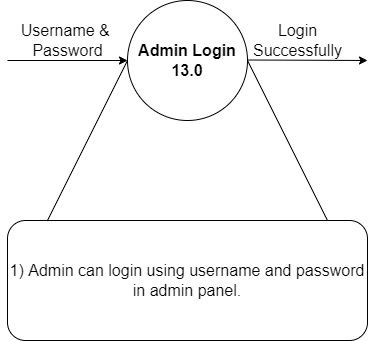 Username &
Password
Admin Login
13.0
Login
Successfully
1) Admin can login using username and password
in admin panel.